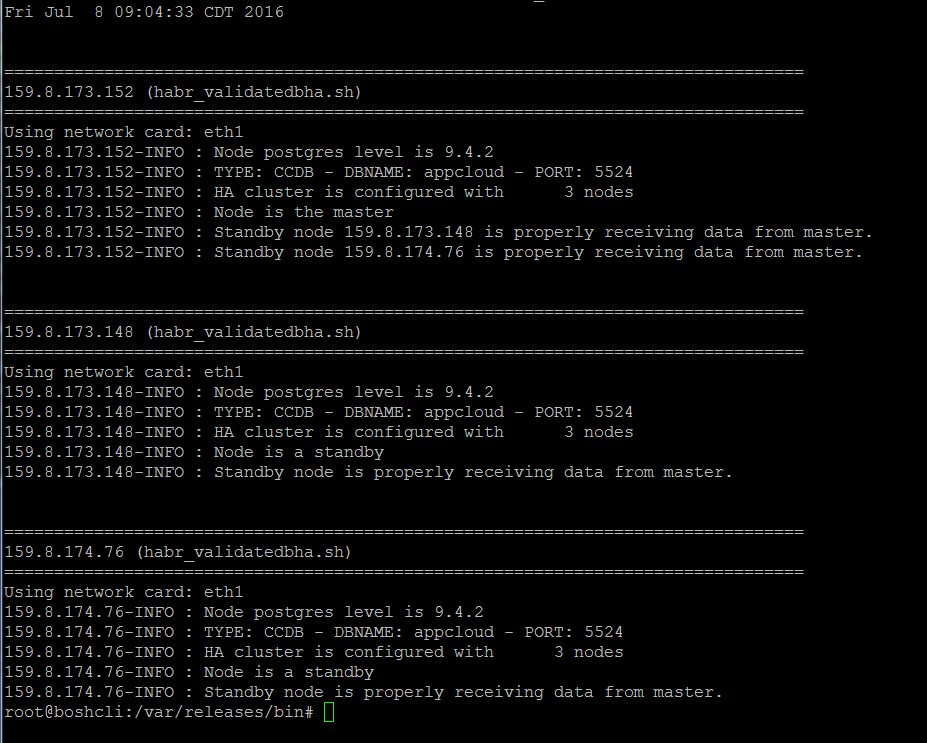 Fri Jul  8 09:04:33 CDT 2016
================================================================================
159.8.173.152 (habr_validatedbha.sh)
================================================================================
Using network card: eth1
159.8.173.152-INFO : Node postgres level is 9.4.2
159.8.173.152-INFO : TYPE: CCDB - DBNAME: appcloud - PORT: 5524
159.8.173.152-INFO : HA cluster is configured with      3 nodes
159.8.173.152-INFO : Node is the master
159.8.173.152-INFO : Standby node 159.8.173.148 is properly receiving data from master.
159.8.173.152-INFO : Standby node 159.8.174.76 is properly receiving data from master.
================================================================================
159.8.173.148 (habr_validatedbha.sh)
================================================================================
Using network card: eth1
159.8.173.148-INFO : Node postgres level is 9.4.2
159.8.173.148-INFO : TYPE: CCDB - DBNAME: appcloud - PORT: 5524
159.8.173.148-INFO : HA cluster is configured with      3 nodes
159.8.173.148-INFO : Node is a standby
159.8.173.148-INFO : Standby node is properly receiving data from master.
================================================================================
159.8.174.76 (habr_validatedbha.sh)
================================================================================
Using network card: eth1
159.8.174.76-INFO : Node postgres level is 9.4.2
159.8.174.76-INFO : TYPE: CCDB - DBNAME: appcloud - PORT: 5524
159.8.174.76-INFO : HA cluster is configured with      3 nodes
159.8.174.76-INFO : Node is a standby
159.8.174.76-INFO : Standby node is properly receiving data from master.
root@boshcli:/var/releases/bin#